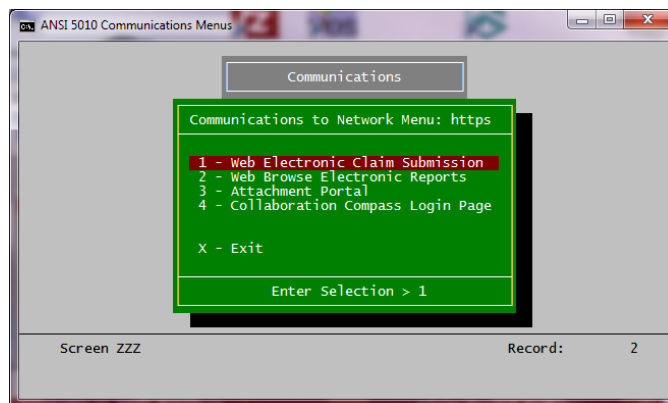 ANSI 5010 Communications Menus
Communications
Communications to Network Menu: https
1 - Web Electronic Claim Submission
2 - Web Browse Electronic Reports
3 - Attachment Portal
4 - Collaboration Compass Login Page
X - Exit
Enter Selection > 1
Screen ZZZ Record: 2